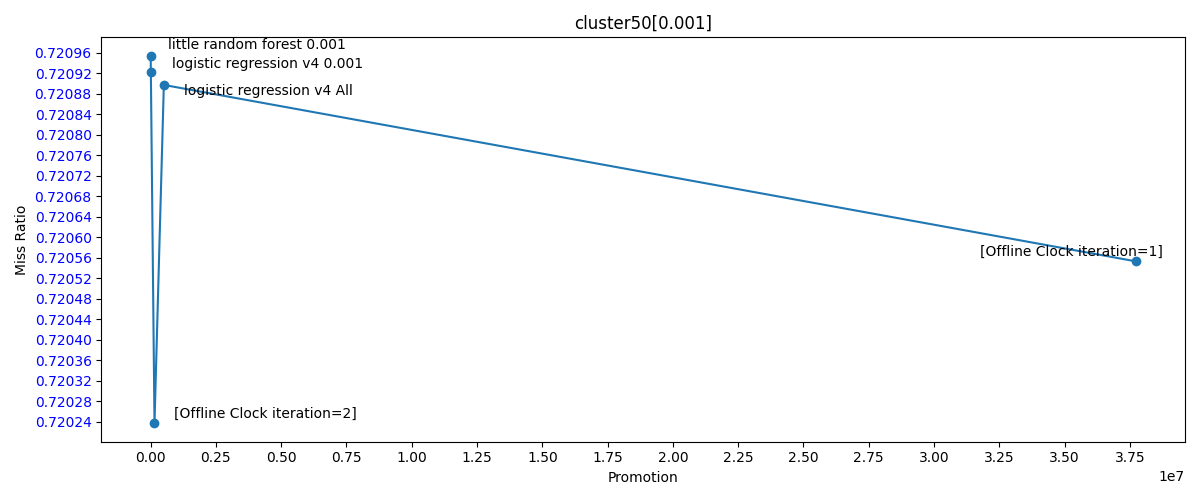 cluster50[0.001]
Miss Ratio
0.72096
0.72092
0.72088
0.72084
0.72080
0.72076
0.72072
0.72068
0.72064
0.72060
0.72056
0.72052
0.72048
0.72044
0.72040
0.72036
0.72032
0.72028
0.72024
little random forest 0.001
logistic regression v4 0.001
logistic regression v4 All
[Offline Clock iteration=1]
[Offline Clock iteration=2]
0.00 0.25 0.50 0.75 1.00 1.25 1.50 1.75 2.00 2.25 2.50 2.75 3.00 3.25 3.50 3.75
1e7
Promotion